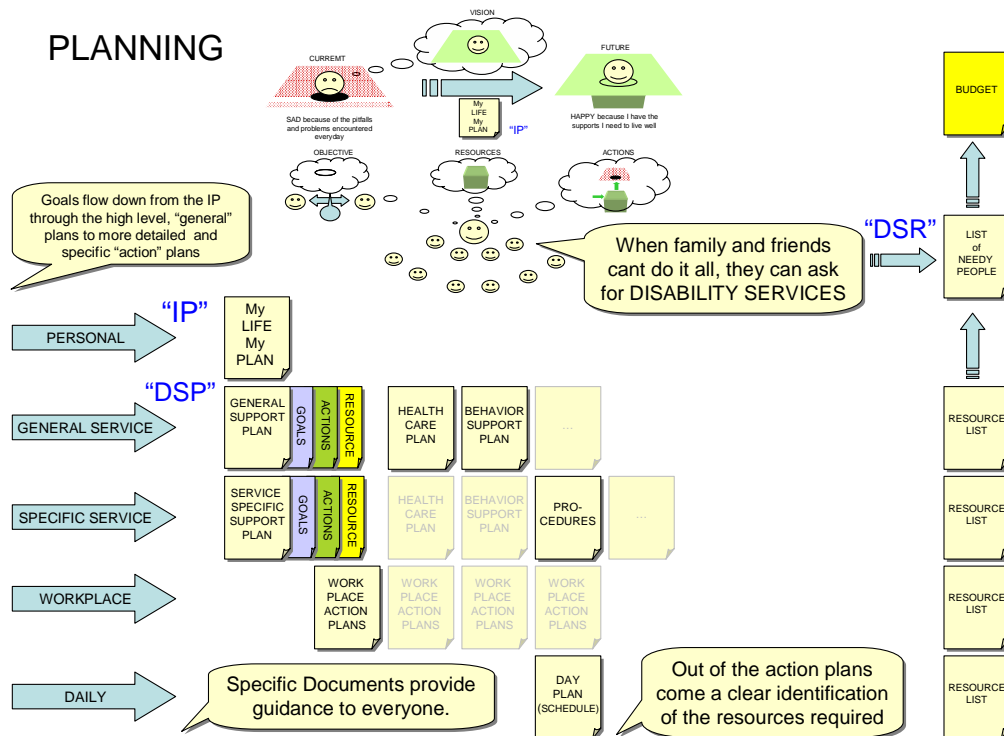 PLANNING
VISION
CURREMT
FUTURE
My
LIFE
My
PLAN
"IP"
SAD because of the pitfalls
and problems encountered
everyday
HAPPY because I have the
supports I need to live well
BUDGET
OBJECTIVE
RESOURCES
ACTIONS
Goals flow down from the IP
through the high level, “general”
plans to more detailed and
specific “action” plans
When family and friends
cant do it all, they can ask
for DISABILITY SERVICES
“DSR”
LIST
of
NEEDY
PEOPLE
PERSONAL
“IP”
My
LIFE
My
PLAN
“DSP”
GENERAL SERVICE
GENERAL
SUPPORT
PLAN
GOALS
ACTIONS
RESOURCE
HEALTH
CARE
PLAN
BEHAVIOR
SUPPORT
PLAN
...
RESOURCE
LIST
SPECIFIC SERVICE
SERVICE
SPECIFIC
SUPPORT
PLAN
GOALS
ACTIONS
RESOURCE
HEALTH
CARE
PLAN
BEHAVIOR
SUPPORT
PLAN
PRO-
CEDURES
...
RESOURCE
LIST
WORKPLACE
WORK
PLACE
ACTION
PLANS
WORK
PLACE
ACTION
PLANS
WORK
PLACE
ACTION
PLANS
WORK
PLACE
ACTION
PLANS
RESOURCE
LIST
DAILY
Specific Documents provide
guidance to everyone.
DAY
PLAN
(SCHEDULE)
Out of the action plans
come a clear identification
of the resources required
RESOURCE
LIST